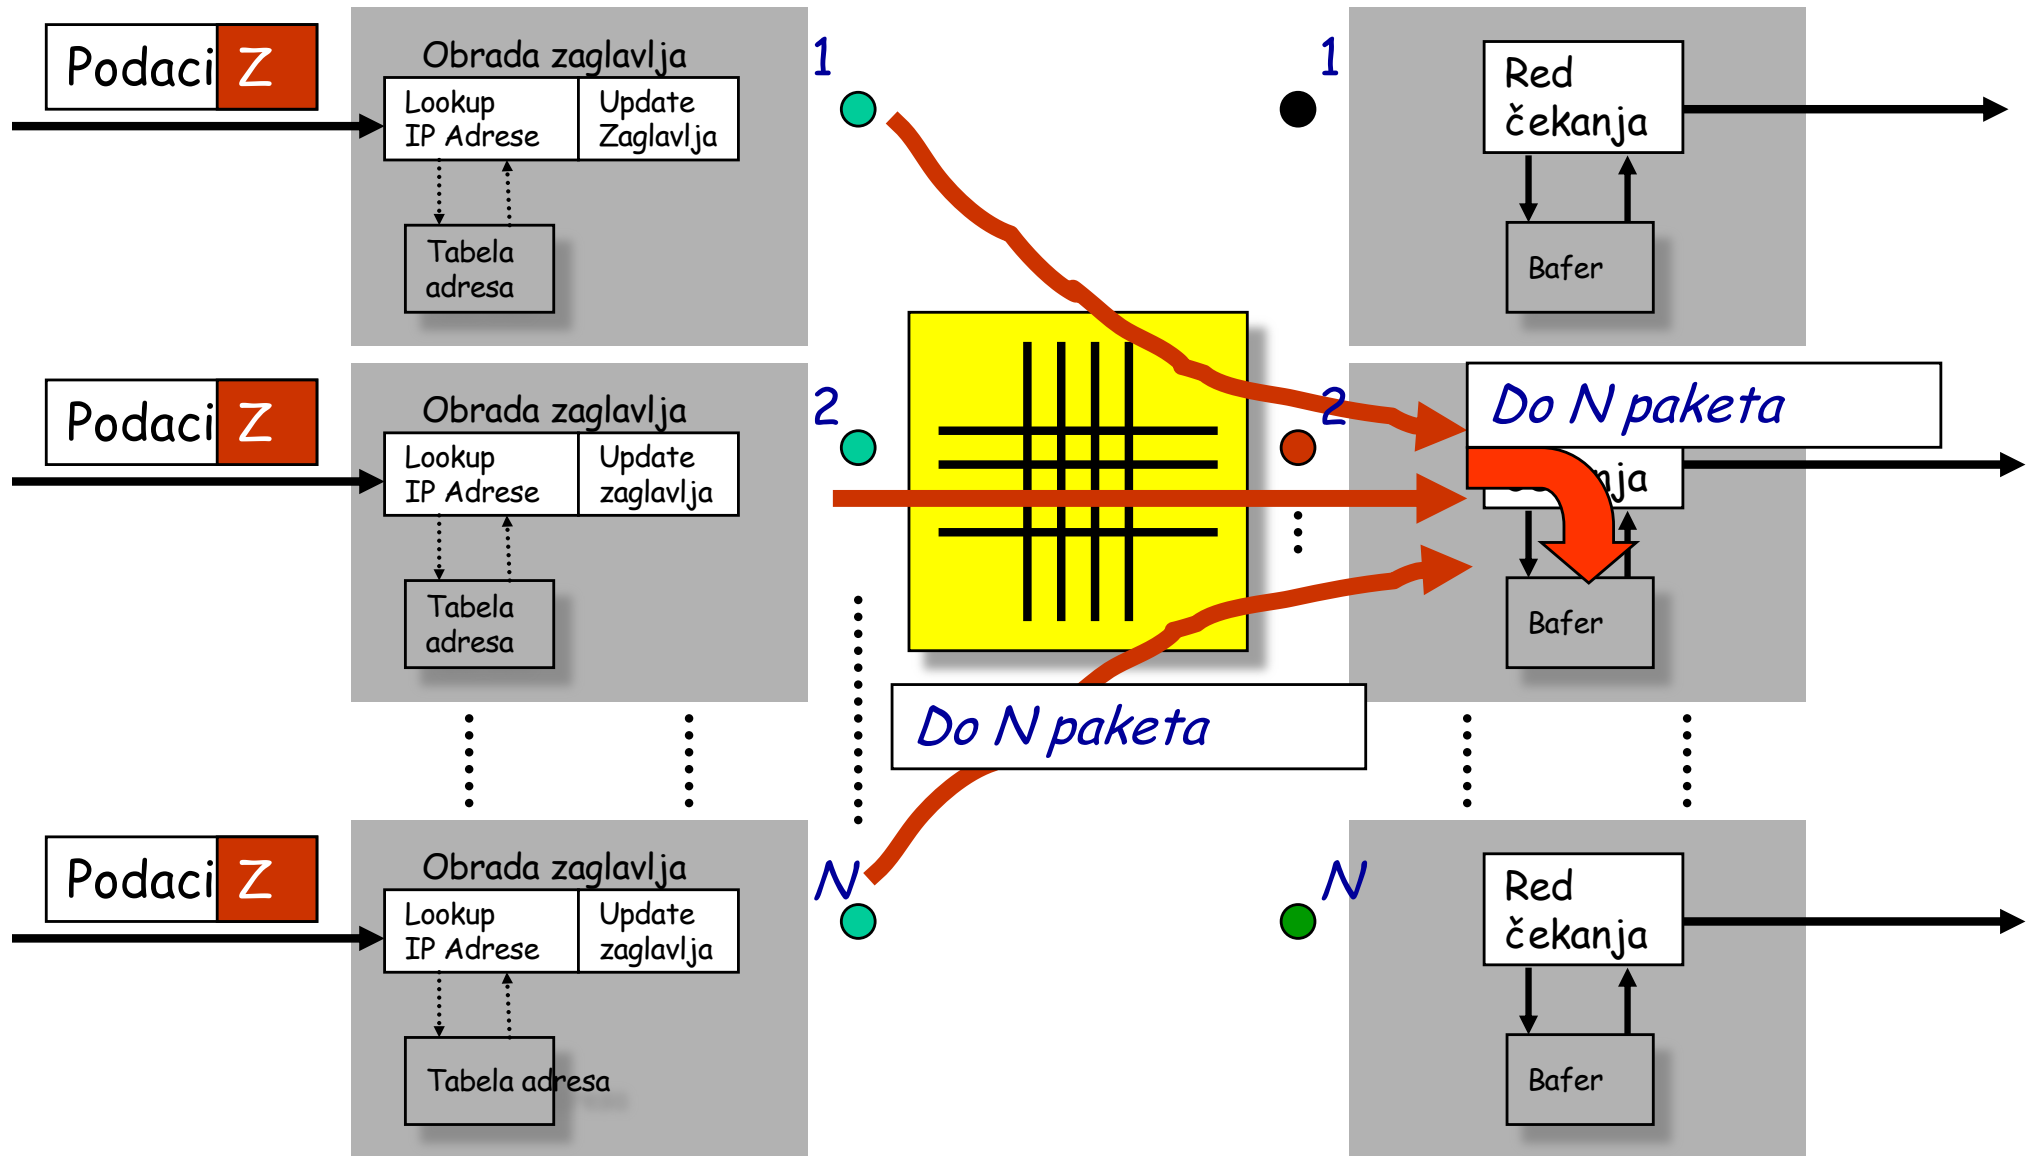 Podaci Z
Obrada zaglavlja
Lookup
IP Adrese
Update
Zaglavlja
Tabela
adresa
1
1
Red
čekanja
Bafer
Podaci Z
Obrada zaglavlja
Lookup
IP Adrese
Update
zaglavlja
Tabela
adresa
2
2
Do N paketa
nja
Bafer
Do N paketa
Podaci Z
Obrada zaglavlja
Lookup
IP Adrese
Update
zaglavlja
Tabela adresa
N
N
Red
čekanja
Bafer